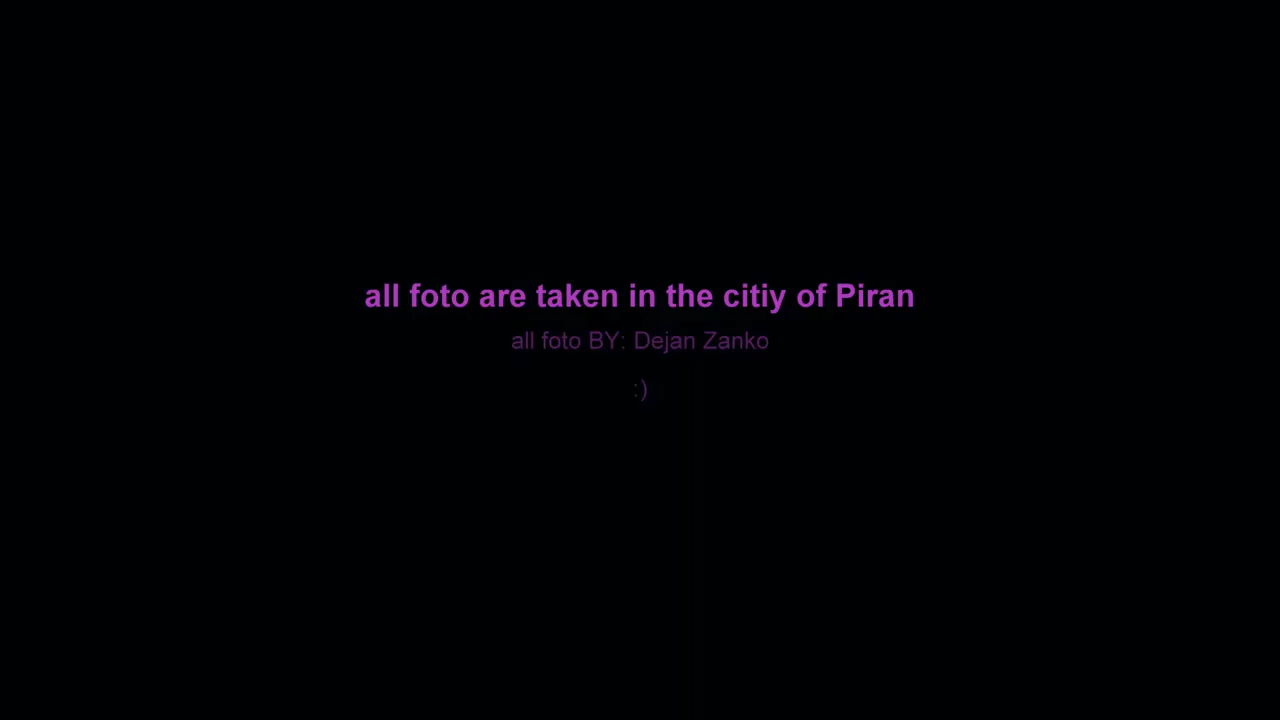 all foto are taken in the citiy of Piran
all foto BY: Dejan Zanko
:)